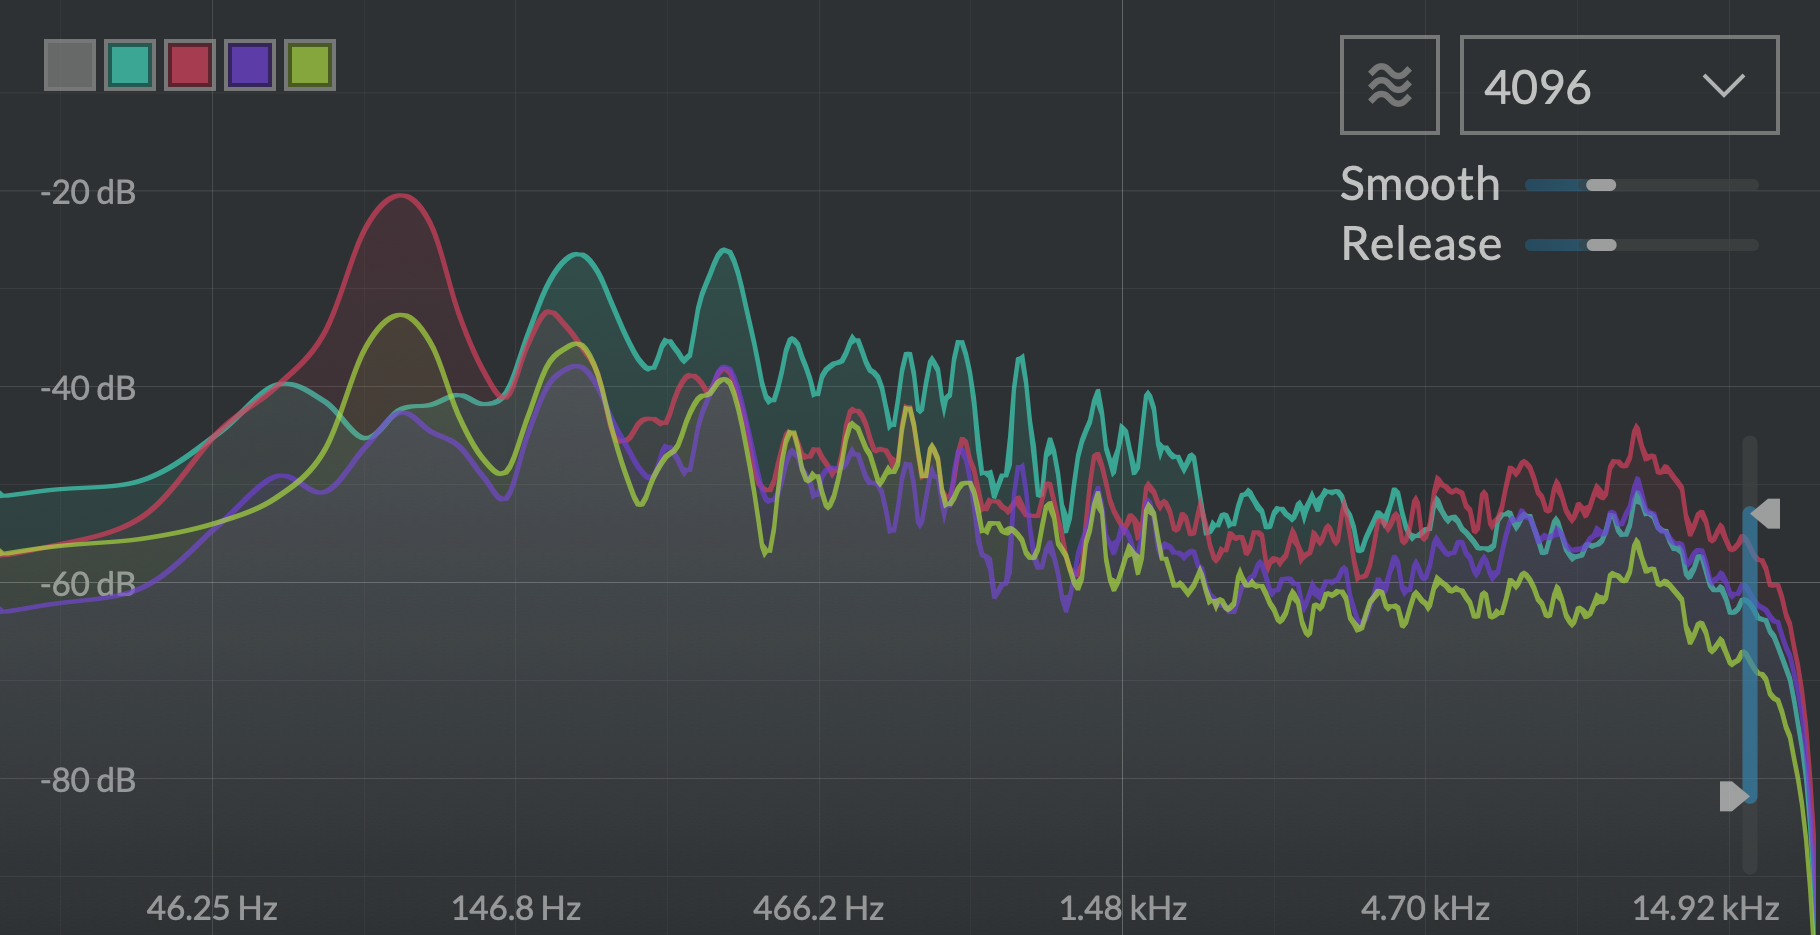 4096
Smooth
Release
-20 dB
-40 dB
-60 dB
-80 dB
46.25 Hz 146.8 Hz 466.2 Hz 1.48 kHz 4.70 kHz 14.92 kHz